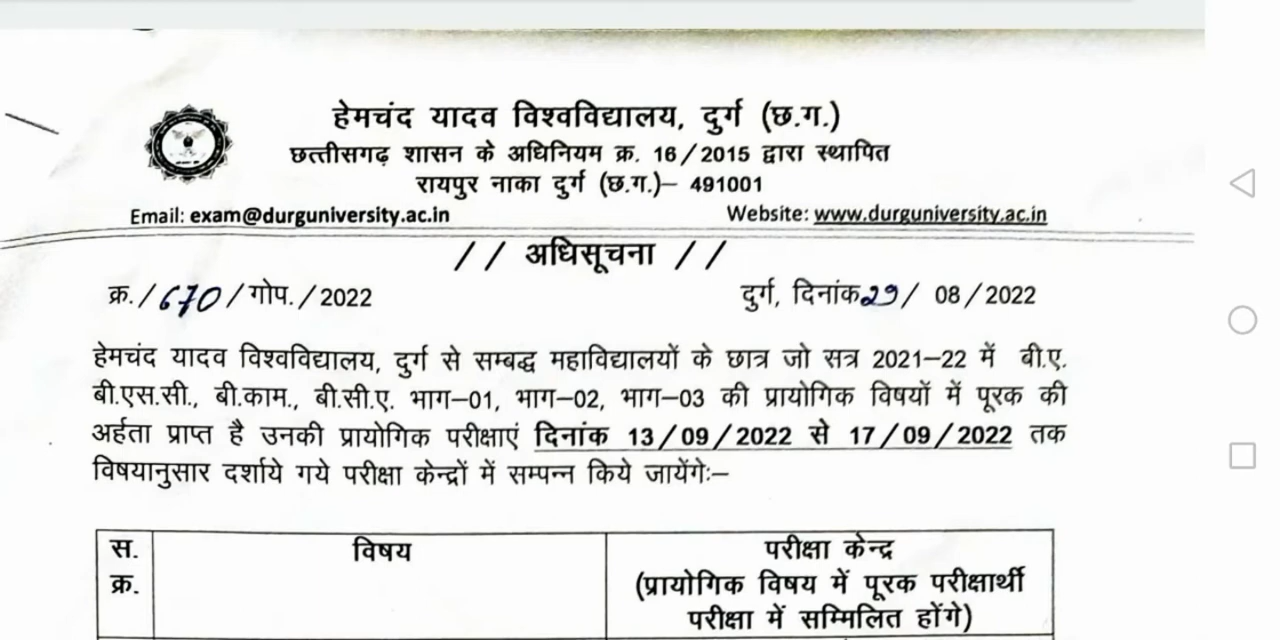 हेमचंद यादव विश्वविद्यालय, दुर्ग (छ.ग.)
छत्तीसगढ़ शासन के अधिनियम क्र. 16/2015 द्वारा स्थापित
रायपुर नाका दुर्ग (छ.ग.)– 491001
Email: exam@durguniversity.ac.in Website: www.durguniversity.ac.in
// अधिसूचना //
क्र./670/गोप./2022 दुर्ग, दिनांक 29/ 08/2022
हेमचंद यादव विश्वविद्यालय, दुर्ग से सम्बद्ध महाविद्यालयों के छात्र जो सत्र 2021–22 में बी.ए.
बी.एस.सी., बी.काम., बी.सी.ए. भाग–01, भाग–02, भाग–03 की प्रायोगिक विषयों में पूरक की
अर्हता प्राप्त है उनकी प्रायोगिक परीक्षाएं दिनांक 13/09/2022 से 17/09/2022 तक
विषयानुसार दर्शाये गये परीक्षा केन्द्रों में सम्पन्न किये जायेंगेः–
स. क्र.
विषय
परीक्षा केन्द्र
(प्रायोगिक विषय में पूरक परीक्षार्थी
परीक्षा में सम्मिलित होंगे)